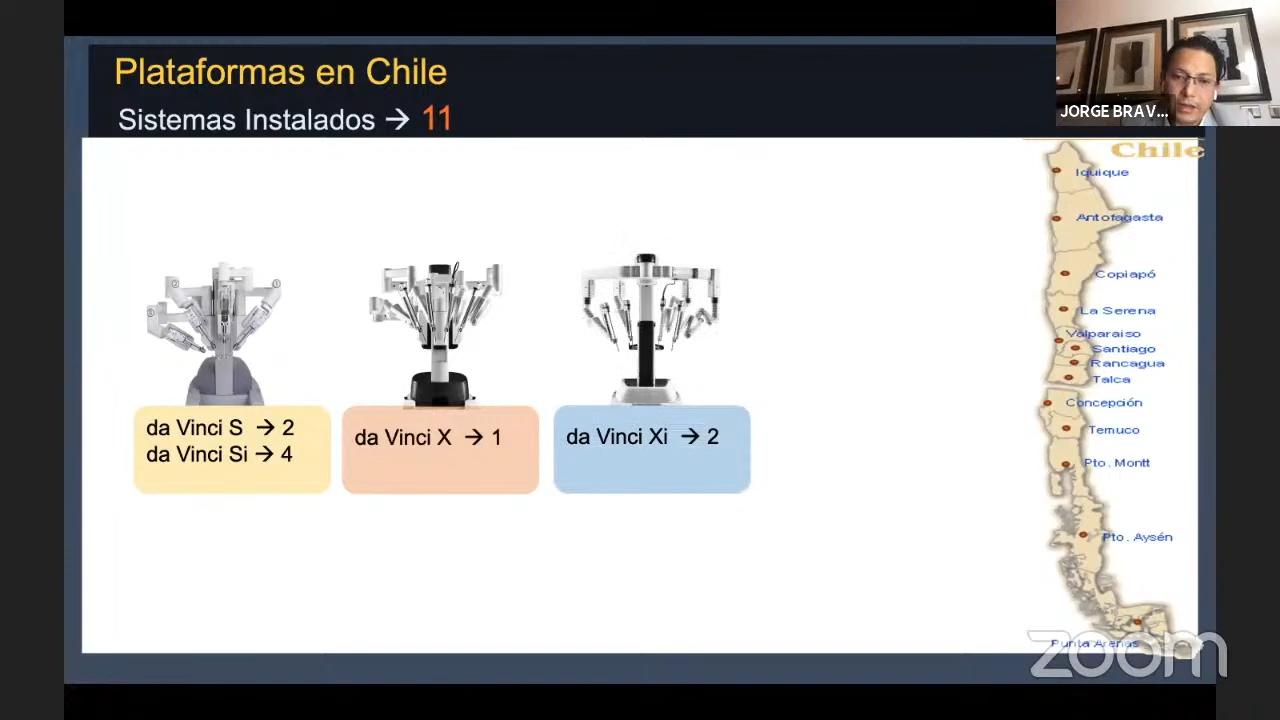 Plataformas en Chile
Sistemas Instalados → 11
JORGE BRAV...
Chile
Iquique
Antofagasta
Copiapó
La Serena
Valparaiso
Santiago
Rancagua
Talca
Concepción
Temuco
Pto. Montt
Pto. Aysén
Punta Arenas
da Vinci S → 2
da Vinci Si → 4
da Vinci X → 1
da Vinci Xi → 2
zoom